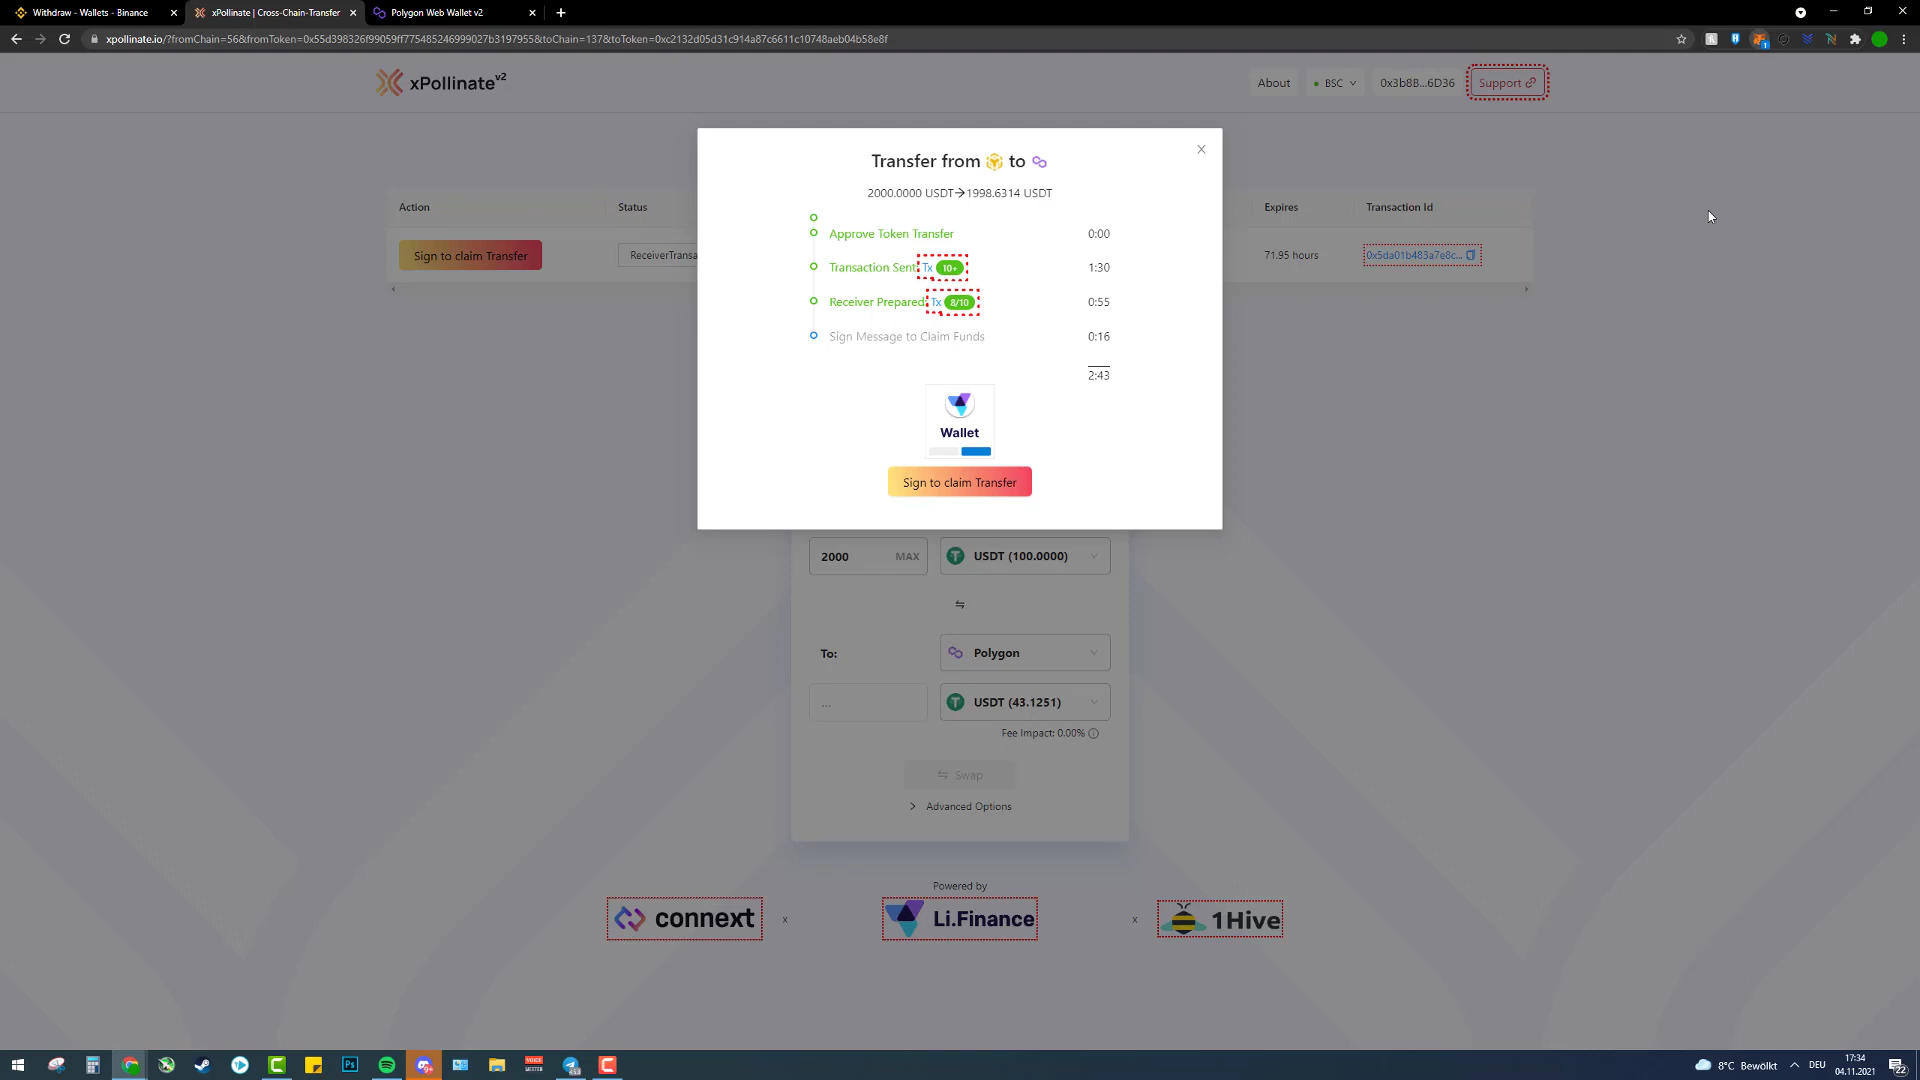 Withdraw - Wallets - Binance
xPollinate | Cross-Chain-Transfer
Polygon Web Wallet v2
xpollinate.io/?fromChain=56&fromToken=0x55d398326f99059ff775485246999027b3197955&toChain=137&toToken=0xc2132d05d31c914a87c6611c10748aeb04b58e8f
xPollinate v2
About
BSC
0x3b8B...6D36
Support
Transfer from to
2000.0000 USDT→1998.6314 USDT
Action
Status
Expires
Transaction Id
Sign to claim Transfer
ReceiverTransa
71.95 hours
0x5da01b483a7e8c...
Approve Token Transfer 0:00
Transaction Sent: Tx 10+ 1:30
Receiver Prepared: Tx 8/10 0:55
Sign Message to Claim Funds 0:16
2:43
Wallet
Sign to claim Transfer
2000 MAX
USDT (100.0000)
To:
Polygon
...
USDT (43.1251)
Fee Impact: 0.00%
Swap
Advanced Options
Powered by
connext
x
Li.Finance
x
1Hive
8°C Bewölkt
DEU
17:34
04.11.2021
22